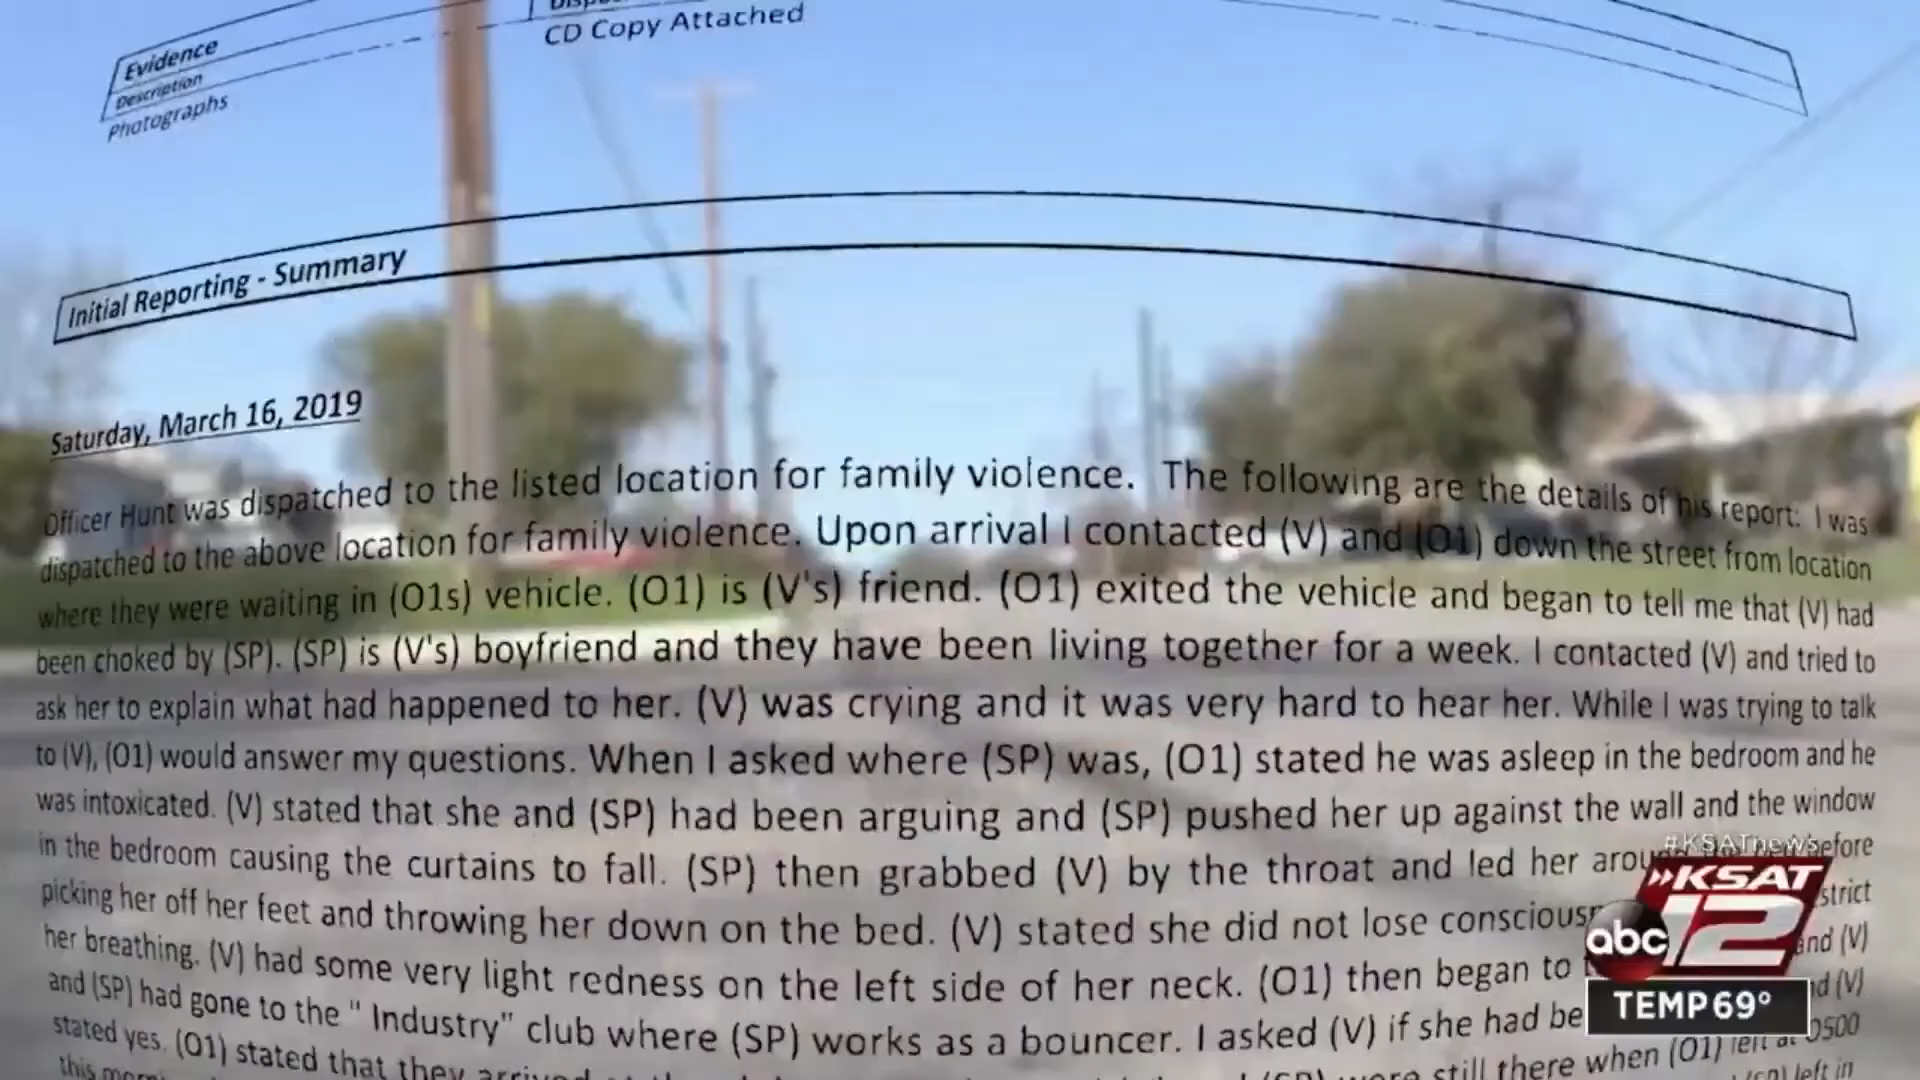 CD Copy Attached
Evidence
Description
Photographs
Initial Reporting - Summary
Saturday, March 16, 2019
Officer Hunt was dispatched to the listed location for family violence. The following are the details of his report: I was
dispatched to the above location for family violence. Upon arrival I contacted (V) and (O1) down the street from location
where they were waiting in (O1s) vehicle. (O1) is (V's) friend. (O1) exited the vehicle and began to tell me that (V) had
been choked by (SP). (SP) is (V's) boyfriend and they have been living together for a week. I contacted (V) and tried to
ask her to explain what had happened to her. (V) was crying and it was very hard to hear her. While I was trying to talk
to (V), (O1) would answer my questions. When I asked where (SP) was, (O1) stated he was asleep in the bedroom and he
was intoxicated. (V) stated that she and (SP) had been arguing and (SP) pushed her up against the wall and the window
in the bedroom causing the curtains to fall. (SP) then grabbed (V) by the throat and led her
picking her off her feet and throwing her down on the bed. (V) stated she did not lose
her breathing. (V) had some very light redness on the left side of her neck. (O1) then began to and (V)
and (SP) had gone to the " Industry" club where (SP) works as a bouncer. I asked (V) if she had (V)
stated yes. (O1) stated that they still there when (O1) left at 0500
this left in
#KSATnews
KSAT
abc 12
TEMP 69°